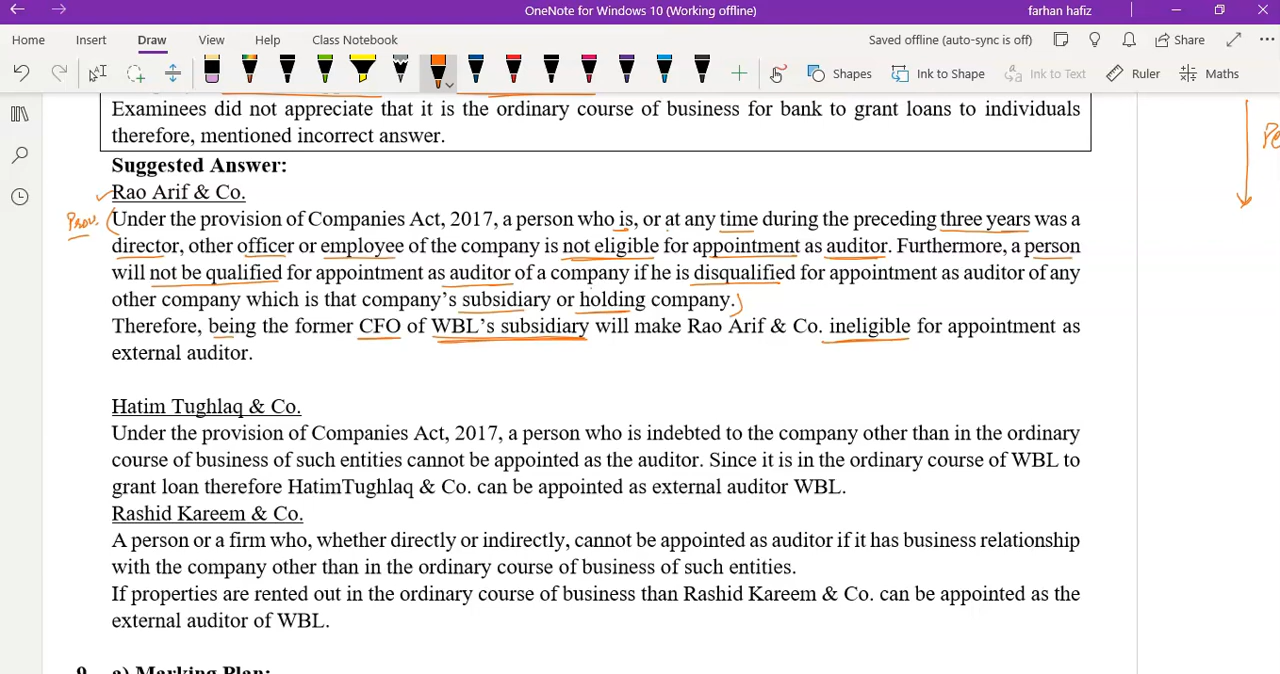 OneNote for Windows 10 (Working offline)
farhan hafiz
Home Insert Draw View Help Class Notebook
Saved offline (auto-sync is off)
Share
Shapes
Ink to Shape
Ink to Text
Ruler
Maths
Examinees did not appreciate that it is the ordinary course of business for bank to grant loans to individuals
therefore, mentioned incorrect answer.
Suggested Answer:
Rao Arif & Co.
Prov.
Under the provision of Companies Act, 2017, a person who is, or at any time during the preceding three years was a
director, other officer or employee of the company is not eligible for appointment as auditor. Furthermore, a person
will not be qualified for appointment as auditor of a company if he is disqualified for appointment as auditor of any
other company which is that company's subsidiary or holding company.
Therefore, being the former CFO of WBL's subsidiary will make Rao Arif & Co. ineligible for appointment as
external auditor.
Hatim Tughlaq & Co.
Under the provision of Companies Act, 2017, a person who is indebted to the company other than in the ordinary
course of business of such entities cannot be appointed as the auditor. Since it is in the ordinary course of WBL to
grant loan therefore HatimTughlaq & Co. can be appointed as external auditor WBL.
Rashid Kareem & Co.
A person or a firm who, whether directly or indirectly, cannot be appointed as auditor if it has business relationship
with the company other than in the ordinary course of business of such entities.
If properties are rented out in the ordinary course of business than Rashid Kareem & Co. can be appointed as the
external auditor of WBL.
9. a) Marking Plan: